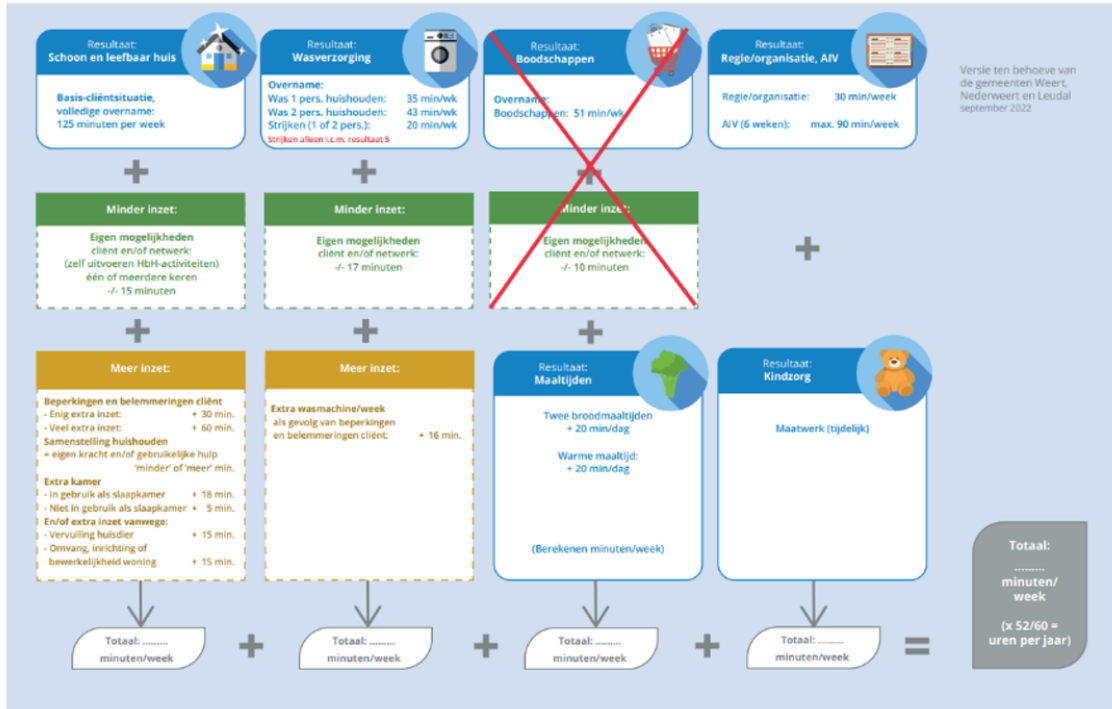 Resultaat:
Schoon en leefbaar huis
Basis-cliëntsituatie,
volledige overname:
125 minuten per week
Resultaat:
Wasverzorging
Overname:
Was 1 pers. huishouden: 35 min/wk
Was 2 pers. huishouden: 43 min/wk
Strijken (1 of 2 pers.): 20 min/wk
Strijken alleen i.c.m. resultaat 5
Resultaat:
Boodschappen
Overname:
Boodschappen: 51 min/wk
Resultaat:
Regie/organisatie, AIV
Regie/organisatie: 30 min/week
AIV (6 weken): max. 90 min/week
Versie ten behoeve van
de gemeenten Weert,
Nederweert en Leudal
september 2022
+ + +
Minder inzet:
Eigen mogelijkheden
cliënt en/of netwerk:
(zelf uitvoeren HbH-activiteiten)
één of meerdere keren
-/- 15 minuten
Minder inzet:
Eigen mogelijkheden
cliënt en/of netwerk:
-/- 17 minuten
Minder inzet:
Eigen mogelijkheden
cliënt en/of netwerk:
-/- 10 minuten
+
+ + +
Meer inzet:
Beperkingen en belemmeringen cliënt
- Enig extra inzet: + 30 min.
- Veel extra inzet: + 60 min.
Samenstelling huishouden
= eigen kracht en/of gebruikelijke hulp
'minder' of 'meer' min.
Extra kamer
- In gebruik als slaapkamer + 18 min.
- Niet in gebruik als slaapkamer + 5 min.
En/of extra inzet vanwege:
- Vervuiling huisdier + 15 min.
- Omvang, inrichting of
bewerkelijkheid woning + 15 min.
Meer inzet:
Extra wasmachine/week
als gevolg van beperkingen
en belemmeringen cliënt: + 16 min.
Resultaat:
Maaltijden
Twee broodmaaltijden
+ 20 min/dag
Warme maaltijd:
+ 20 min/dag
(Berekenen minuten/week)
Resultaat:
Kindzorg
Maatwerk (tijdelijk)
Totaal: .........
minuten/week
+
Totaal: .........
minuten/week
+
Totaal: .........
minuten/week
+
Totaal: .........
minuten/week
=
Totaal:
.........
minuten/
week
(x 52/60 =
uren per jaar)